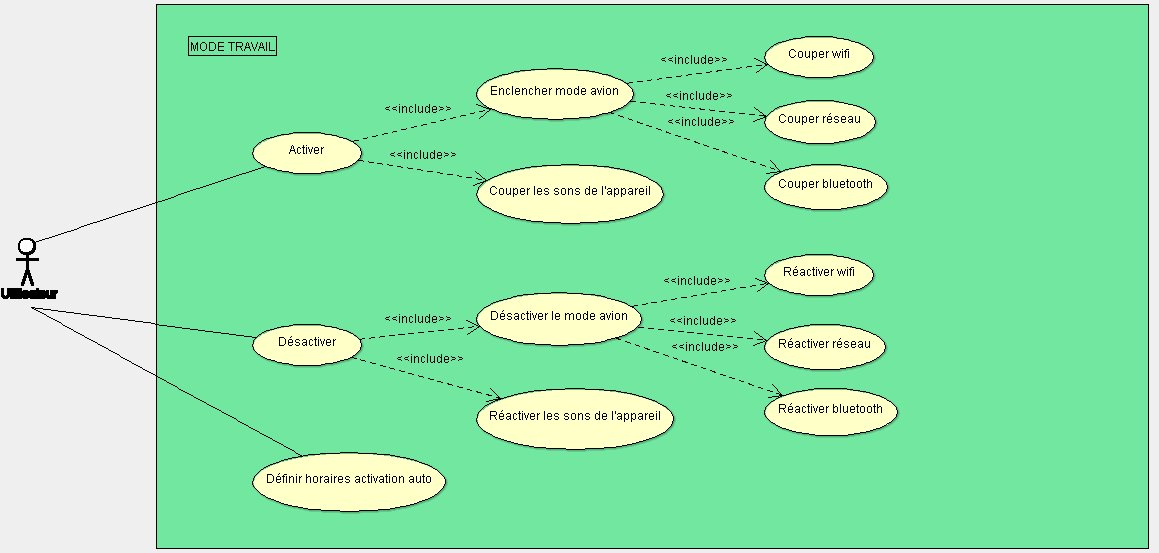 MODE TRAVAIL
Couper wifi
<<include>>
Enclencher mode avion
<<include>>
Couper réseau
<<include>>
<<include>>
Activer
<<include>>
Couper bluetooth
Couper les sons de l'appareil
Utilisateur
Réactiver wifi
<<include>>
Désactiver le mode avion
<<include>>
<<include>>
Désactiver
Réactiver réseau
<<include>>
<<include>>
Réactiver bluetooth
Réactiver les sons de l'appareil
Définir horaires activation auto